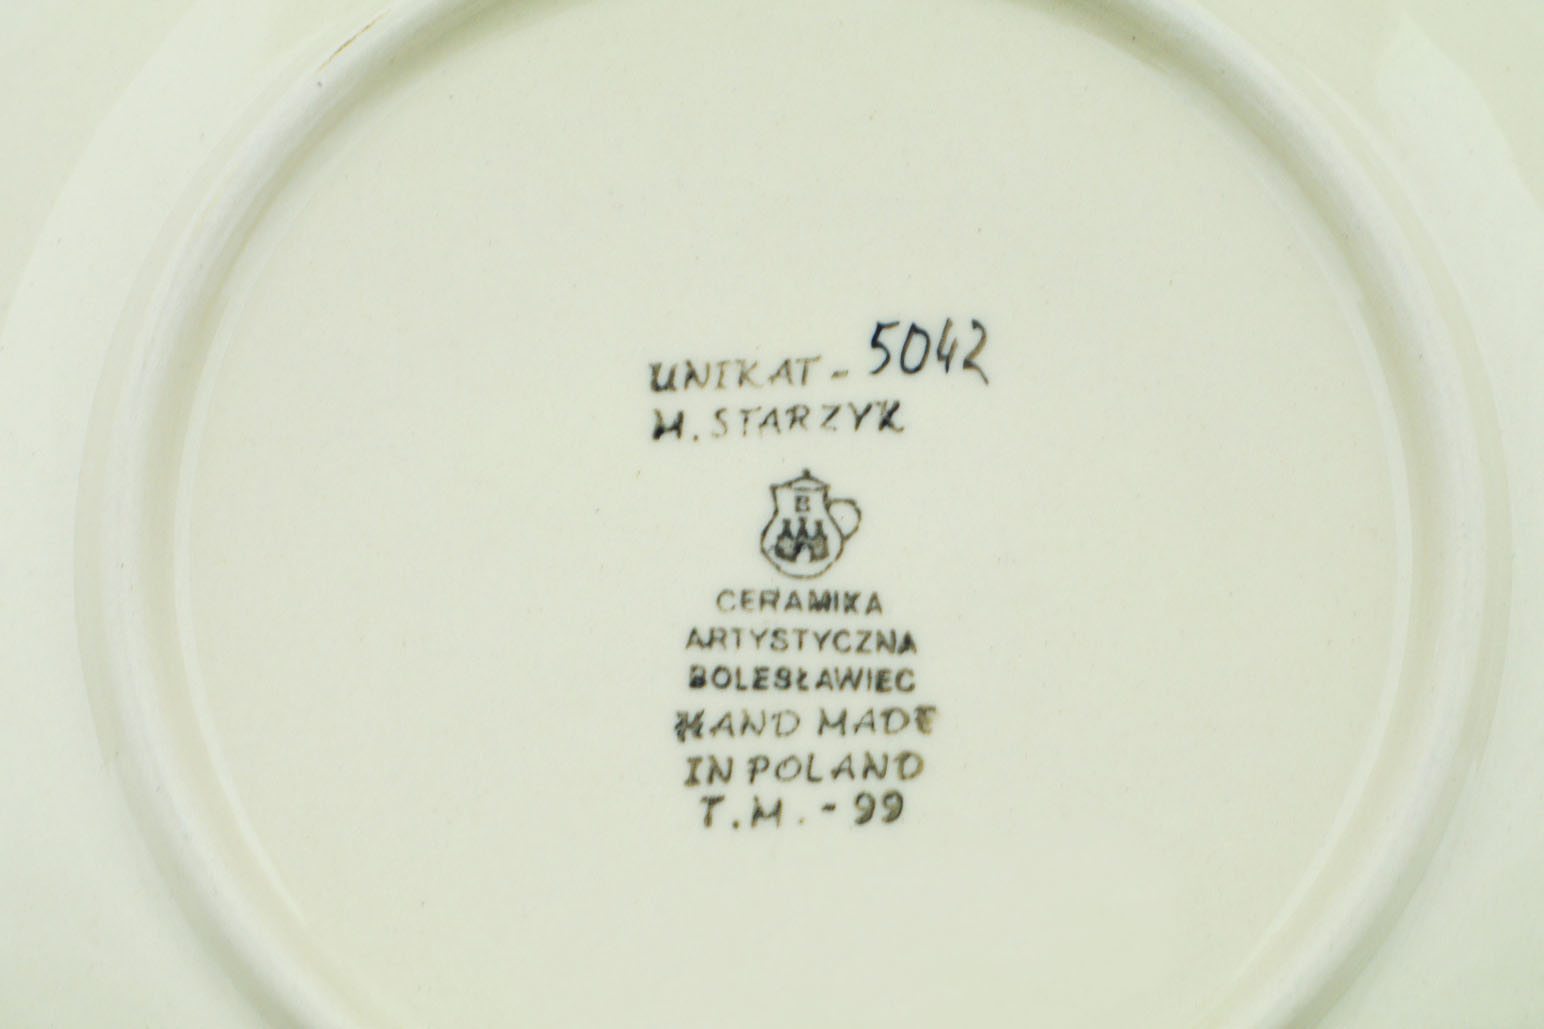 UNIKAT - 5042
M. STARZYK
B
CERAMIKA
ARTYSTYCZNA
BOLESŁAWIEC
HAND MADE
IN POLAND
T.M. - 99